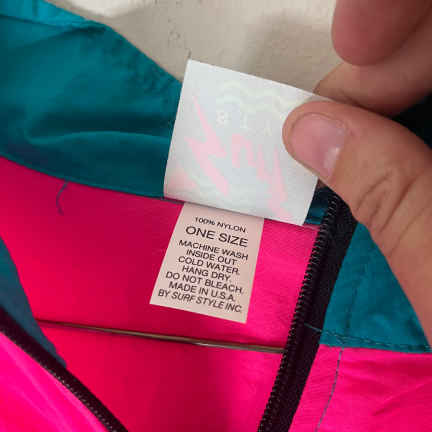 100% NYLON
ONE SIZE
MACHINE WASH
INSIDE OUT
COLD WATER.
HANG DRY.
DO NOT BLEACH.
MADE IN U.S.A.
BY SURF STYLE INC.